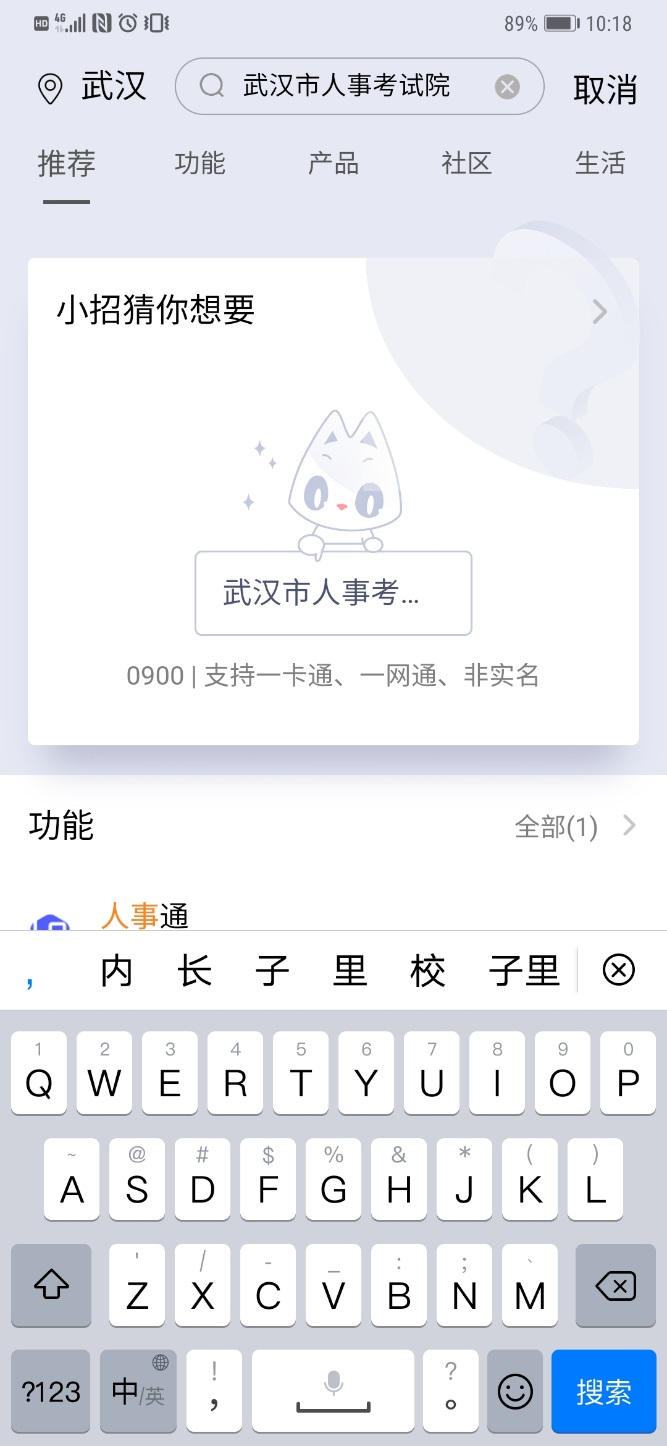 HD 4G 89% 10:18
武汉 武汉市人事考试院 取消
推荐 功能 产品 社区 生活
小招猜你想要
武汉市人事考...
0900 | 支持一卡通、一网通、非实名
功能 全部(1)
人事通
， 内 长 子 里 校 子里
1 2 3 4 5 6 7 8 9 0
Q W E R T Y U I O P
~ @ # $ % & * ( )
A S D F G H J K L
' / - _ : ; `
Z X C V B N M
! ?
?123 中/英 , 。 搜索